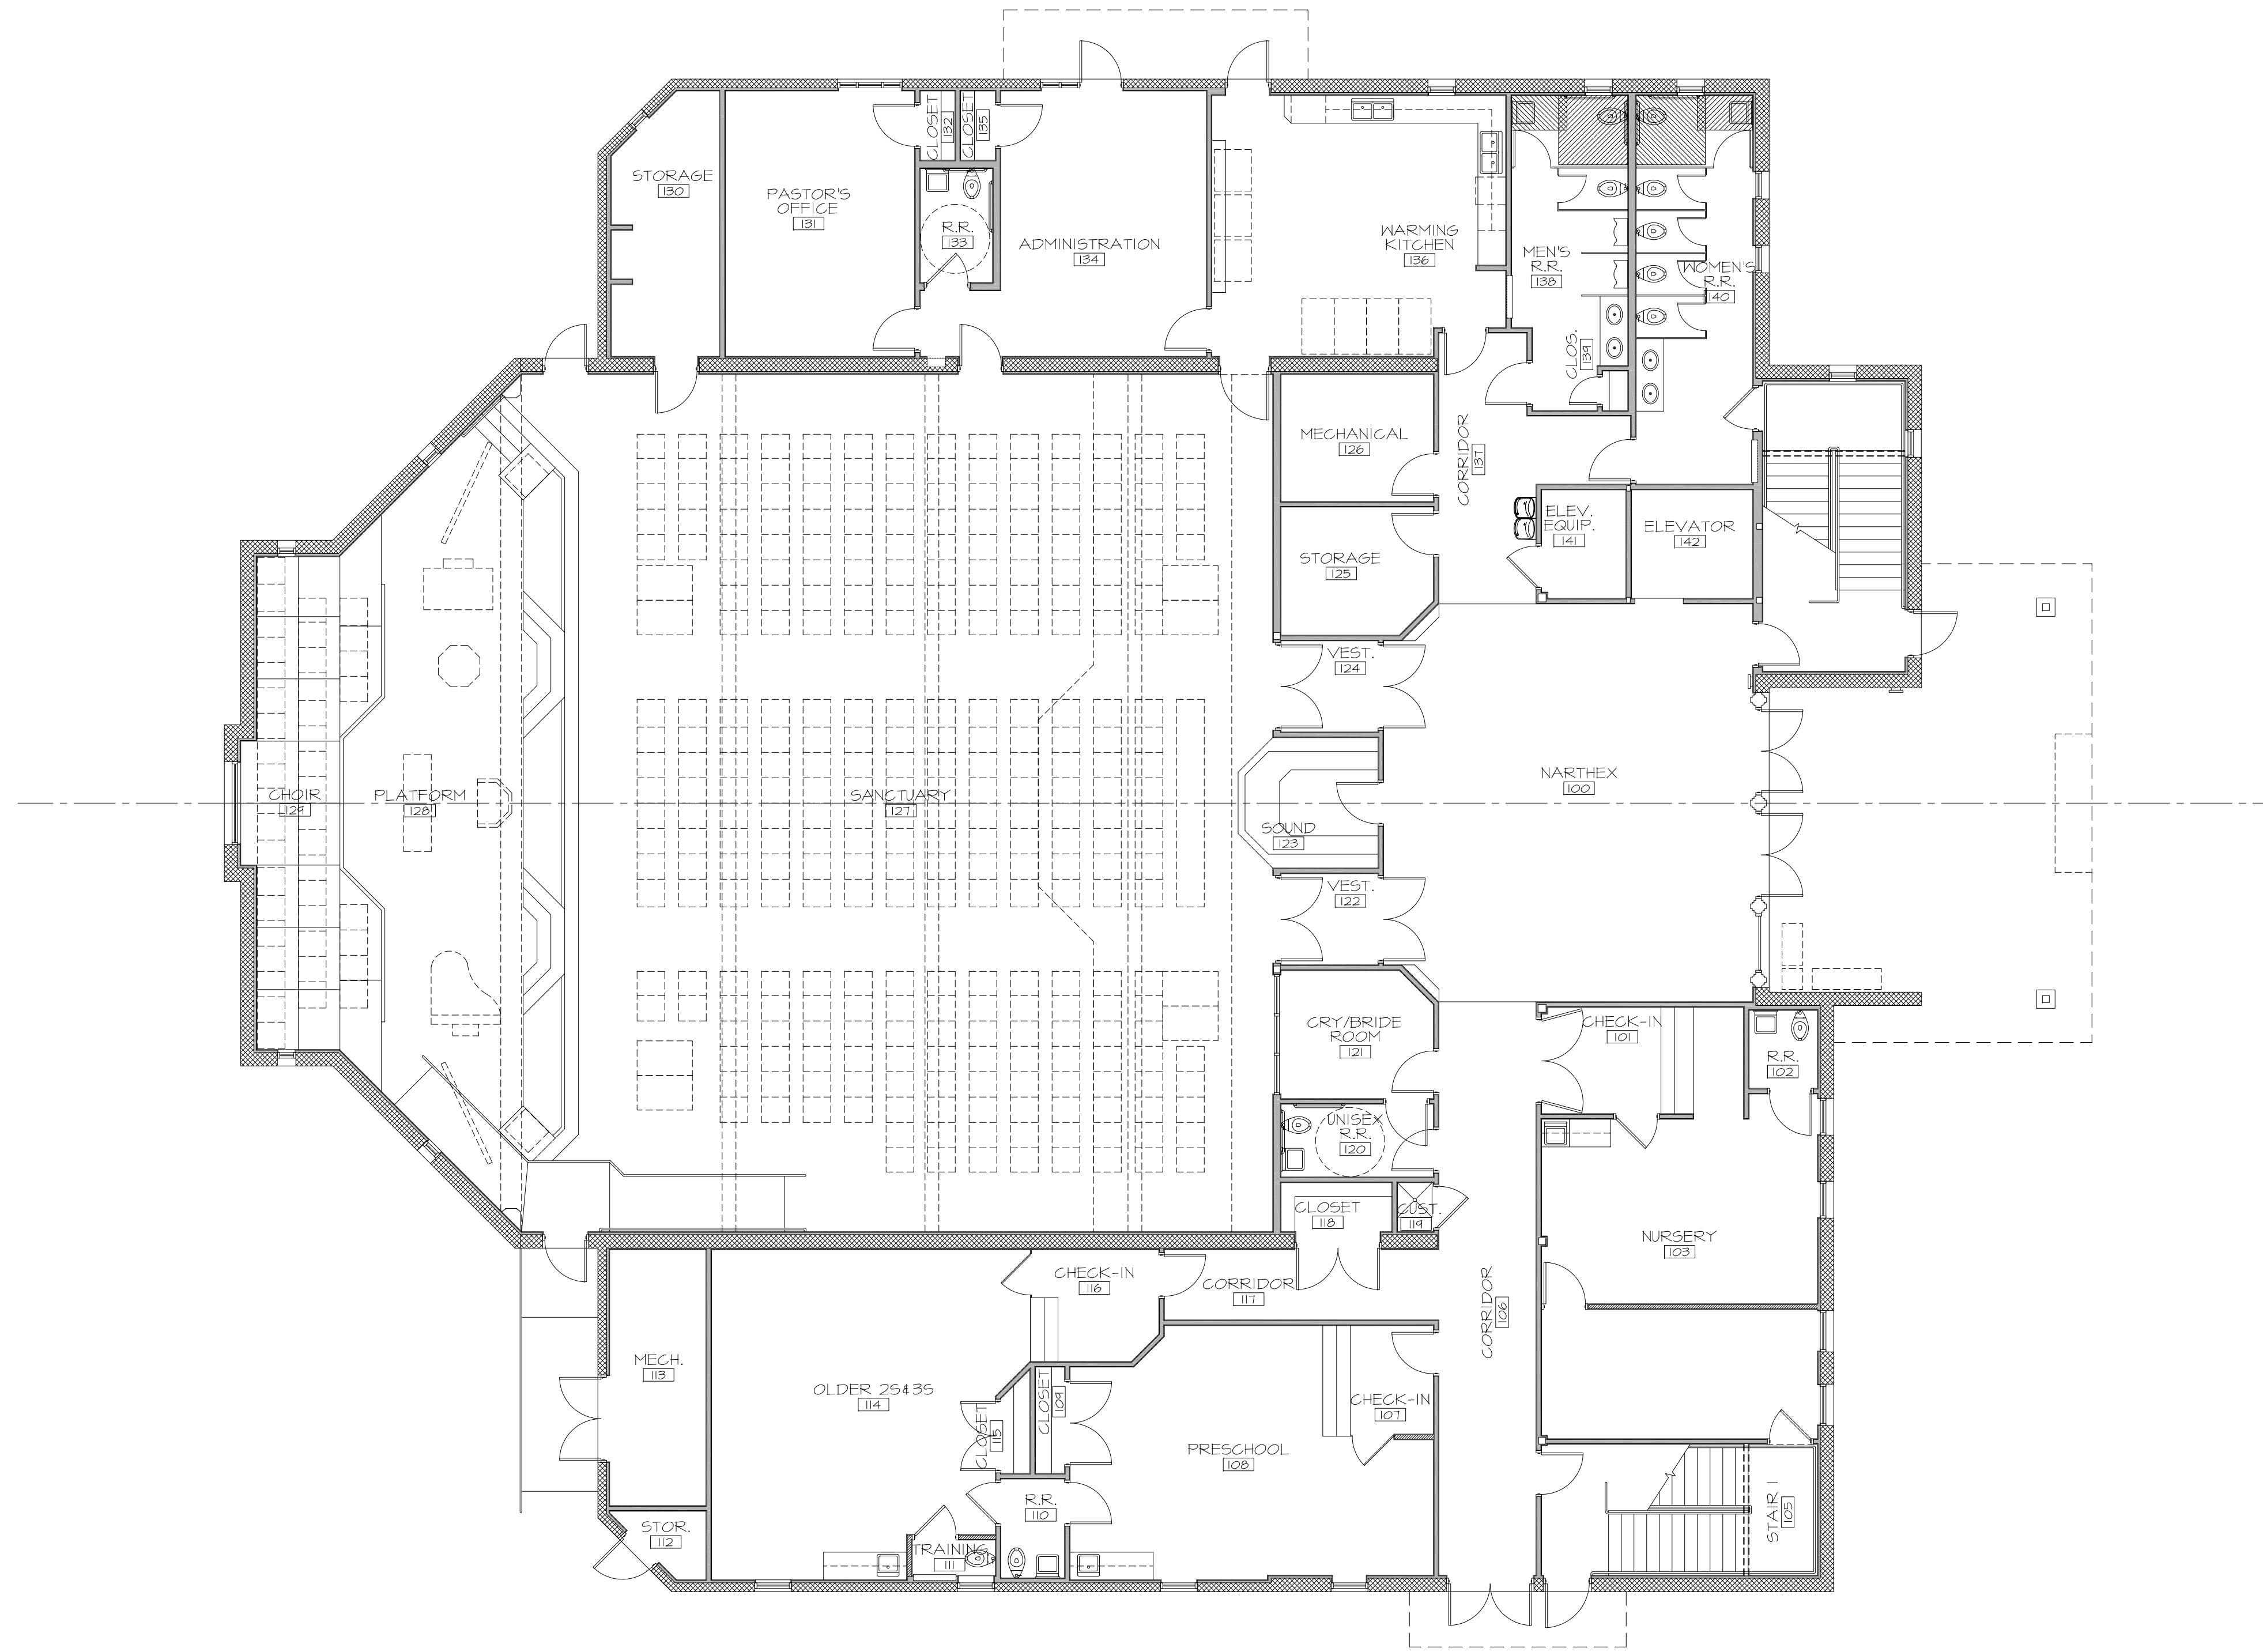 CLOSET
132
CLOSET
135
STORAGE
130
PASTOR'S
OFFICE
131
R.R.
133
ADMINISTRATION
134
WARMING
KITCHEN
136
MEN'S
R.R.
138
WOMEN'S
R.R.
140
CLOS.
139
MECHANICAL
126
CORRIDOR
137
ELEV.
EQUIP.
141
ELEVATOR
142
STORAGE
125
VEST.
124
NARTHEX
100
CHOIR
129
PLATFORM
128
SANCTUARY
127
SOUND
123
VEST.
122
CRY/BRIDE
ROOM
121
CHECK-IN
101
R.R.
102
UNISEX
R.R.
120
CLOSET
118
CUST.
119
NURSERY
103
CHECK-IN
116
CORRIDOR
117
CORRIDOR
106
MECH.
113
OLDER 2S&3S
114
CLOSET
115
CLOSET
109
CHECK-IN
107
PRESCHOOL
108
R.R.
110
STAIR 1
105
STOR.
112
TRAINING
111